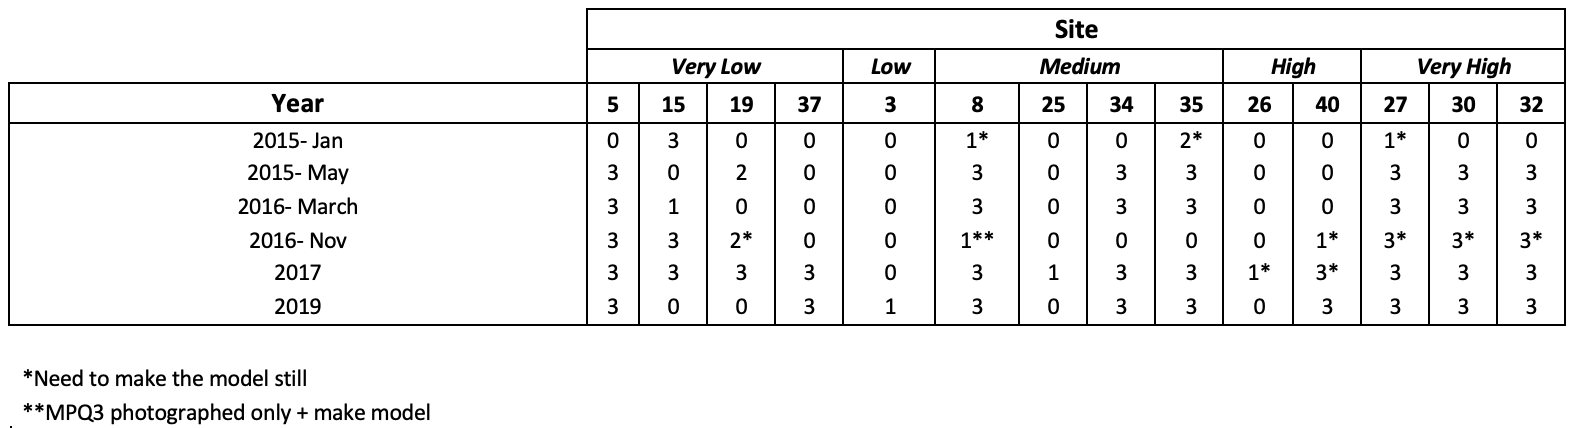 Site
Very Low Low Medium High Very High
Year 5 15 19 37 3 8 25 34 35 26 40 27 30 32
2015- Jan 0 3 0 0 0 1* 0 0 2* 0 0 1* 0 0
2015- May 3 0 2 0 0 3 0 3 3 0 0 3 3 3
2016- March 3 1 0 0 0 3 0 3 3 0 0 3 3 3
2016- Nov 3 3 2* 0 0 1** 0 0 0 0 1* 3* 3* 3*
2017 3 3 3 3 0 3 1 3 3 1* 3* 3 3 3
2019 3 0 0 3 1 3 0 3 3 0 3 3 3 3
*Need to make the model still
**MPQ3 photographed only + make model